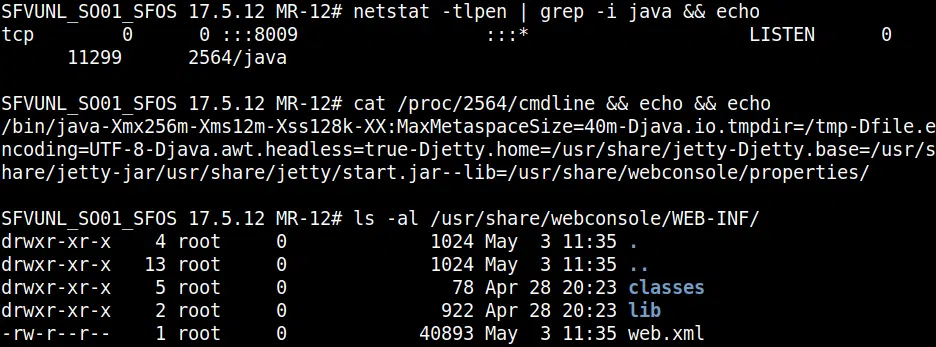 SFVUNL_SO01_SFOS 17.5.12 MR-12# netstat -tlpen | grep -i java && echo
tcp        0      0 :::8009                 :::*                    LISTEN      0
      11299      2564/java
SFVUNL_SO01_SFOS 17.5.12 MR-12# cat /proc/2564/cmdline && echo && echo
/bin/java-Xmx256m-Xms12m-Xss128k-XX:MaxMetaspaceSize=40m-Djava.io.tmpdir=/tmp-Dfile.e
ncoding=UTF-8-Djava.awt.headless=true-Djetty.home=/usr/share/jetty-Djetty.base=/usr/s
hare/jetty-jar/usr/share/jetty/start.jar--lib=/usr/share/webconsole/properties/
SFVUNL_SO01_SFOS 17.5.12 MR-12# ls -al /usr/share/webconsole/WEB-INF/
drwxr-xr-x    4 root     0             1024 May  3 11:35 .
drwxr-xr-x   13 root     0             1024 May  3 11:35 ..
drwxr-xr-x    5 root     0               78 Apr 28 20:23 classes
drwxr-xr-x    2 root     0              922 Apr 28 20:23 lib
-rw-r--r--    1 root     0            40893 May  3 11:35 web.xml